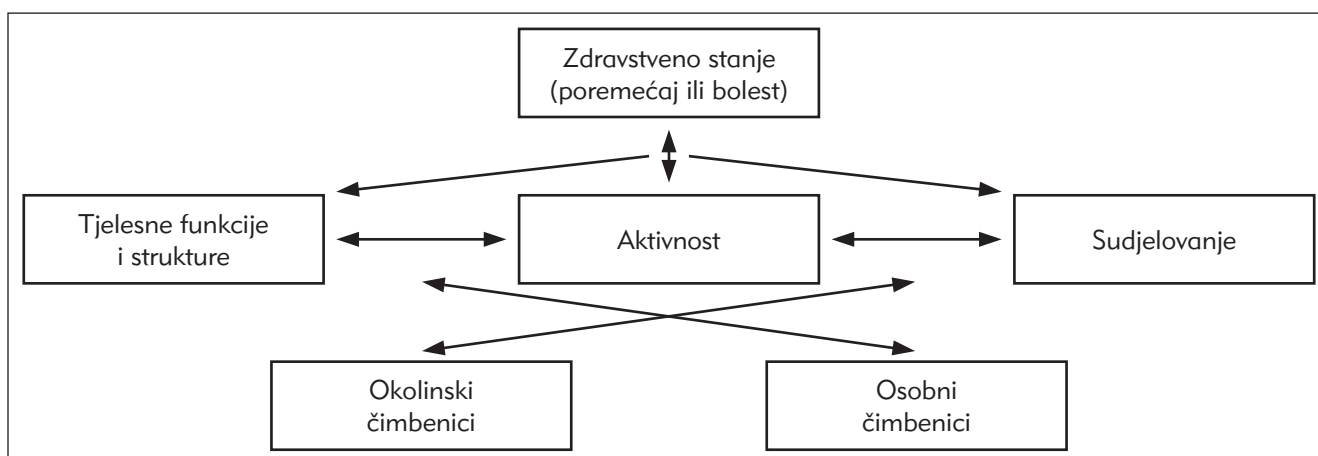 Zdravstveno stanje
(poremećaj ili bolest)
Tjelesne funkcije
i strukture
Aktivnost
Sudjelovanje
Okolinski
čimbenici
Osobni
čimbenici